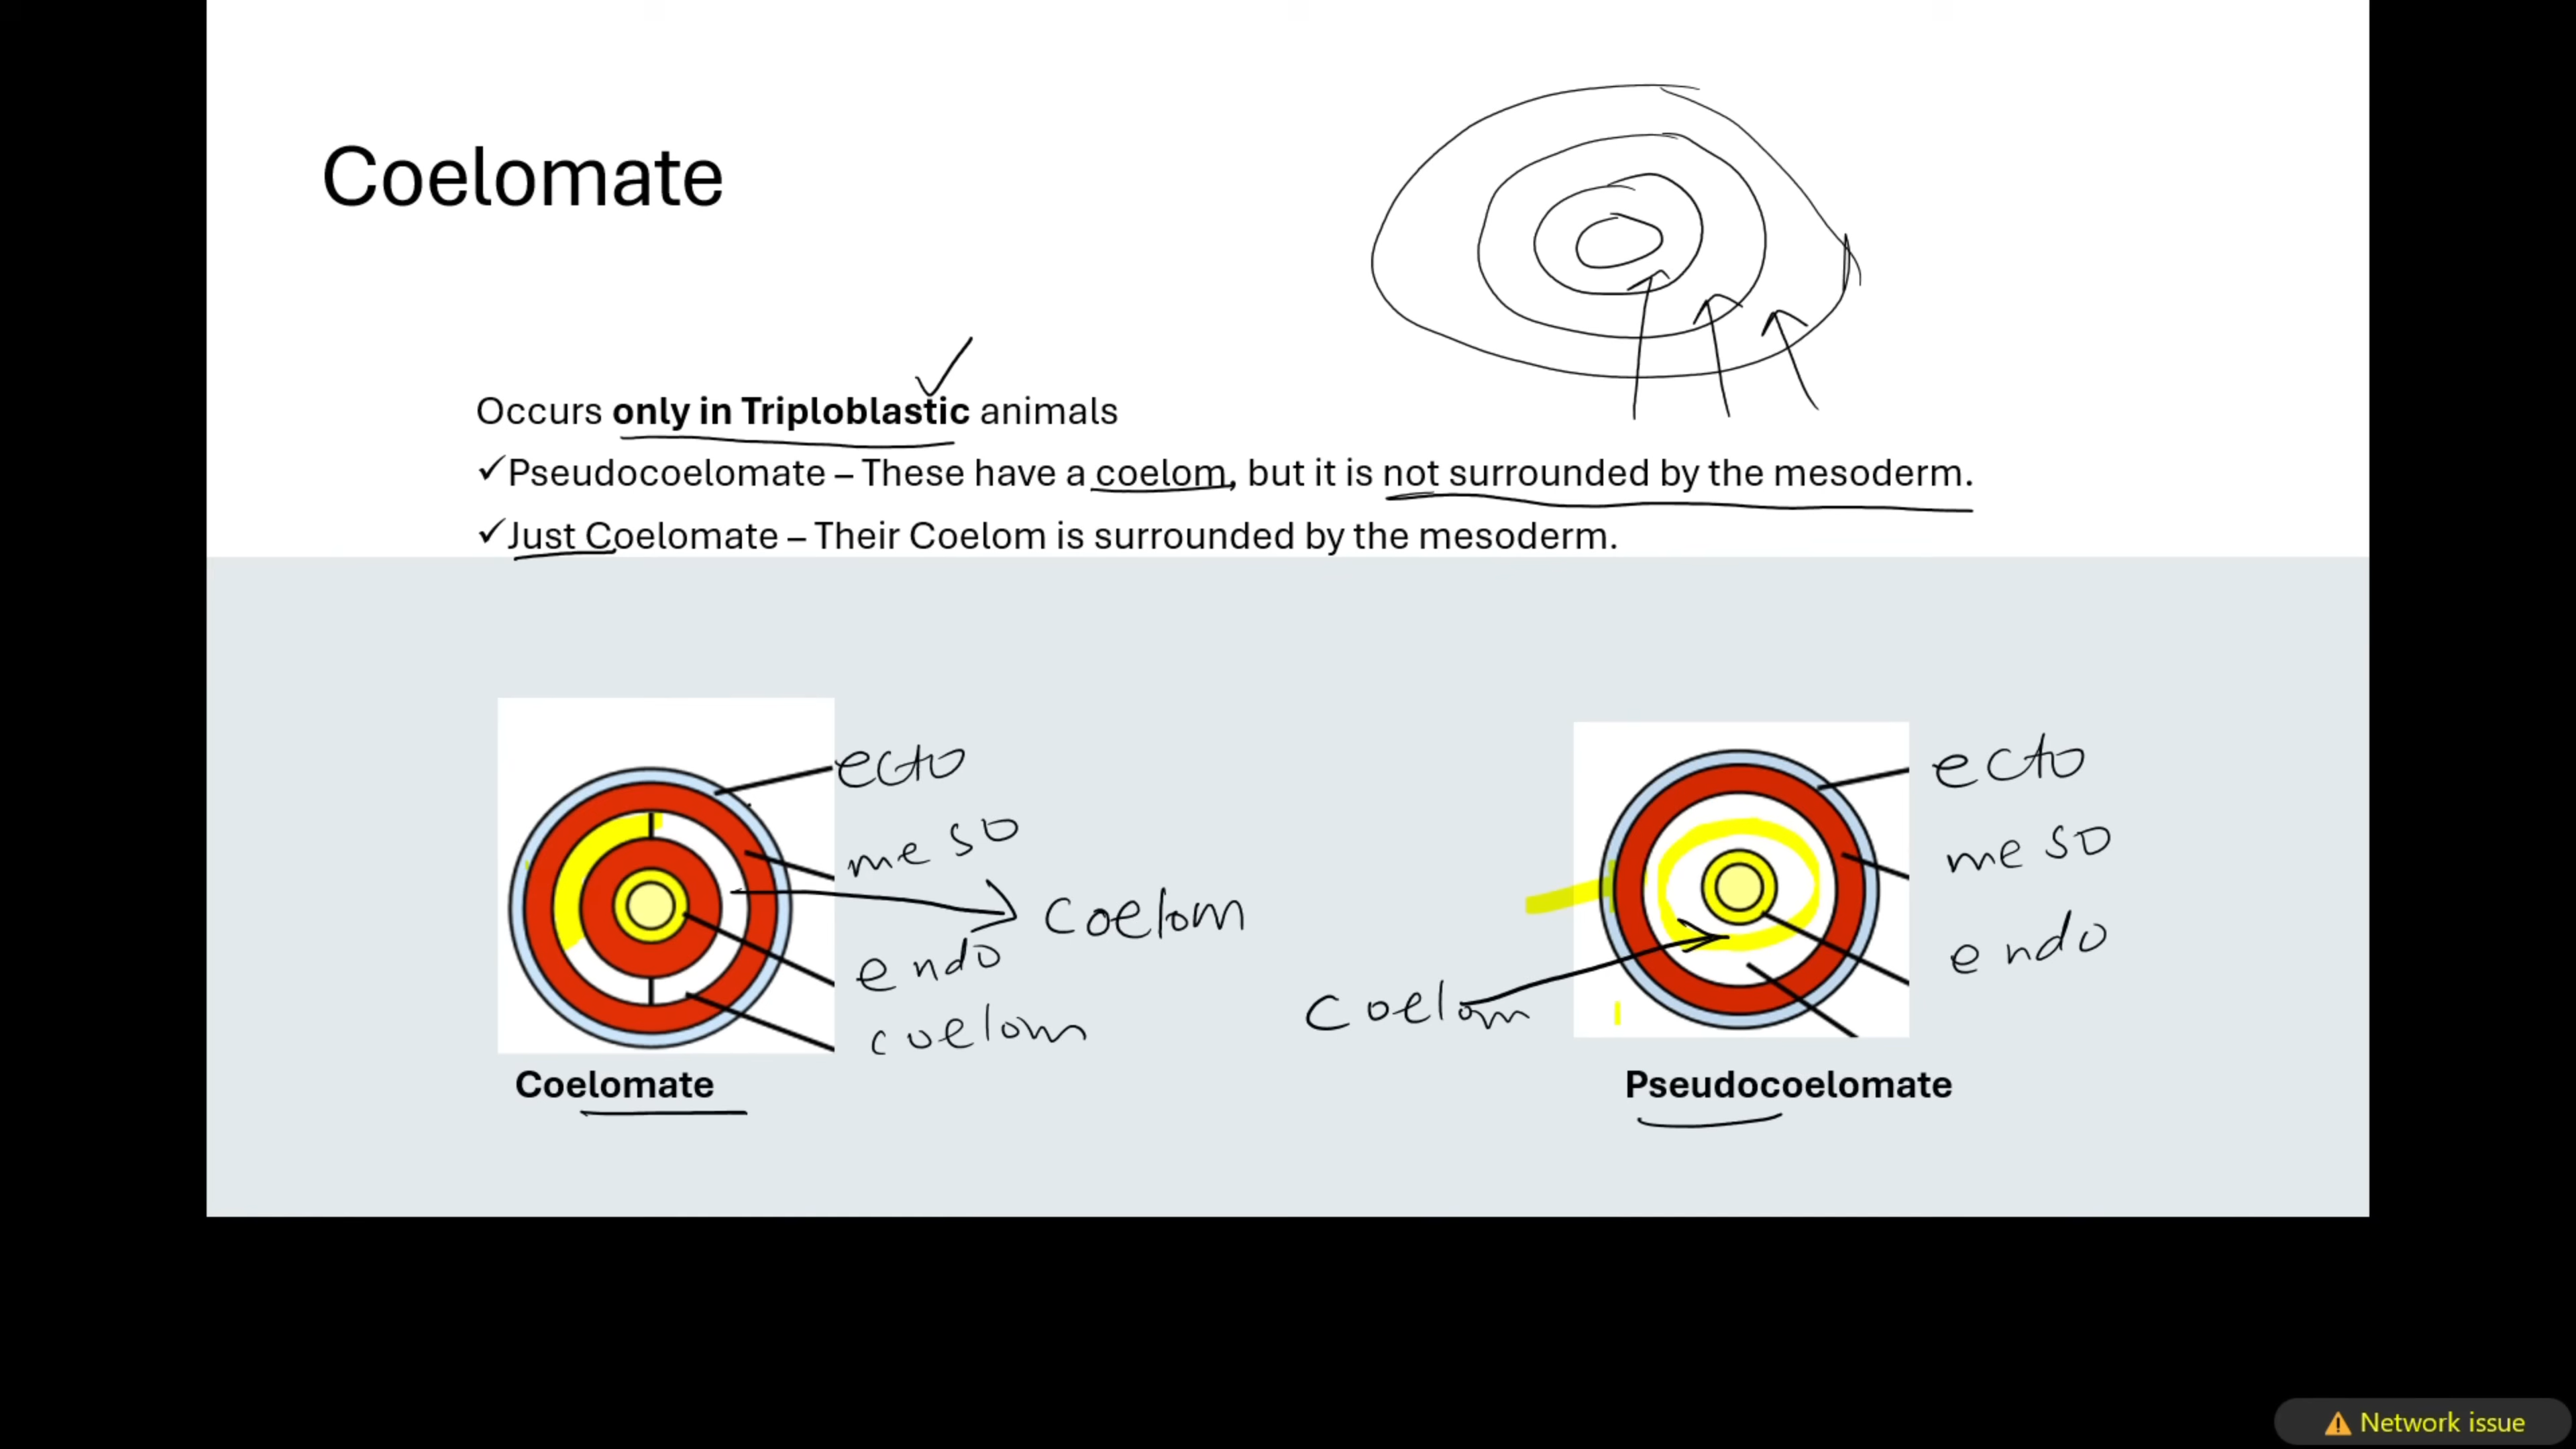 Coelomate
Occurs only in Triploblastic animals
✓Pseudocoelomate – These have a coelom, but it is not surrounded by the mesoderm.
✓Just Coelomate – Their Coelom is surrounded by the mesoderm.
ecto
meso
coelom
endo
coelom
Coelomate
ecto
meso
endo
coelom
Pseudocoelomate
Network issue